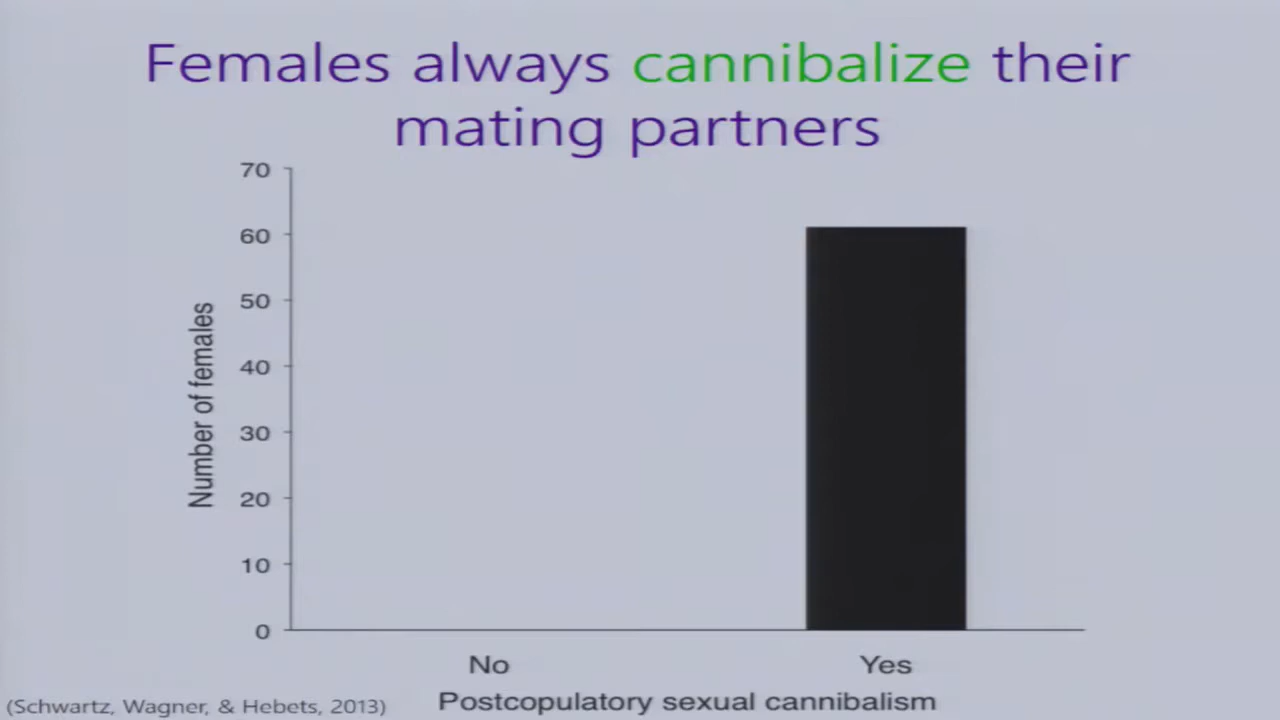 Females always cannibalize their
mating partners
70
60
50
40
30
20
10
0
Number of females
No
Yes
Postcopulatory sexual cannibalism
(Schwartz, Wagner, & Hebets, 2013)